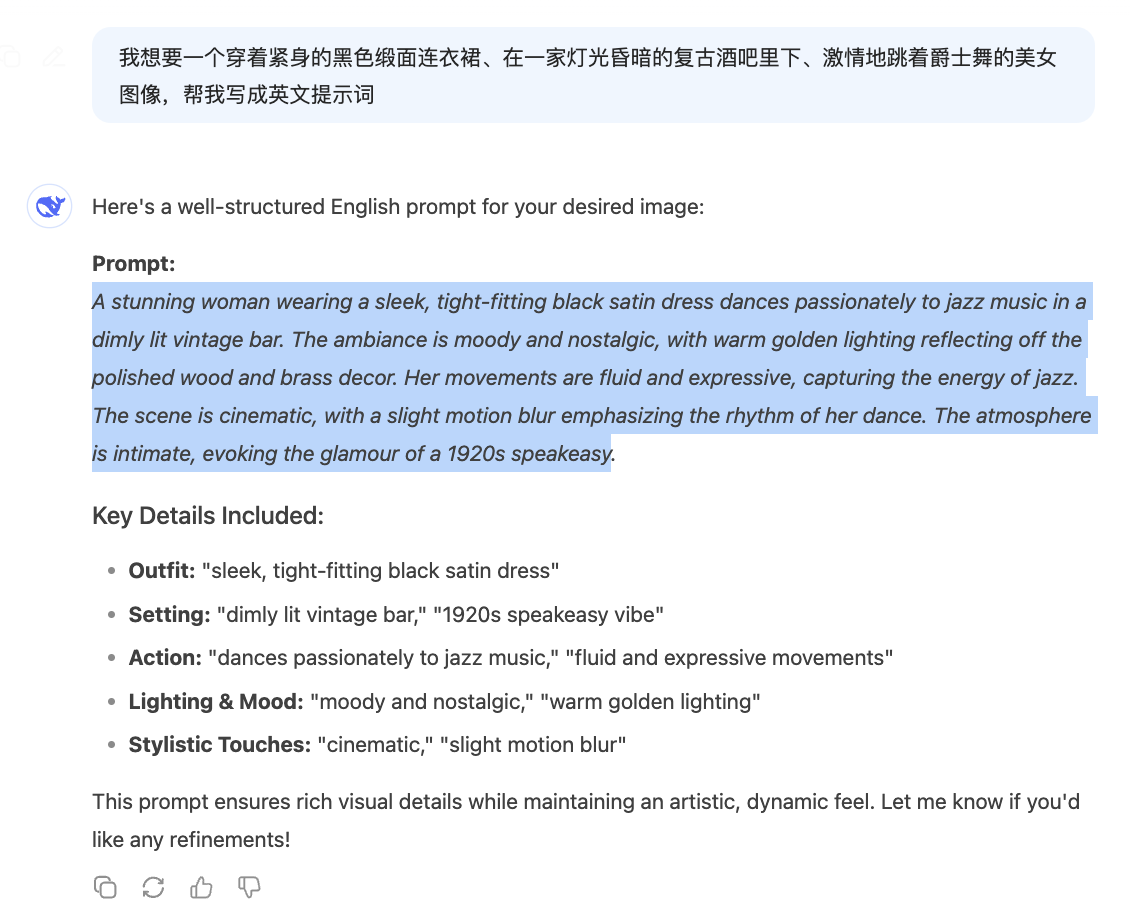 我想要一个穿着紧身的黑色缎面连衣裙、在一家灯光昏暗的复古酒吧里下、激情地跳着爵士舞的美女
图像，帮我写成英文提示词
Here's a well-structured English prompt for your desired image:
Prompt:
A stunning woman wearing a sleek, tight-fitting black satin dress dances passionately to jazz music in a
dimly lit vintage bar. The ambiance is moody and nostalgic, with warm golden lighting reflecting off the
polished wood and brass decor. Her movements are fluid and expressive, capturing the energy of jazz.
The scene is cinematic, with a slight motion blur emphasizing the rhythm of her dance. The atmosphere
is intimate, evoking the glamour of a 1920s speakeasy.
Key Details Included:
• Outfit: "sleek, tight-fitting black satin dress"
• Setting: "dimly lit vintage bar," "1920s speakeasy vibe"
• Action: "dances passionately to jazz music," "fluid and expressive movements"
• Lighting & Mood: "moody and nostalgic," "warm golden lighting"
• Stylistic Touches: "cinematic," "slight motion blur"
This prompt ensures rich visual details while maintaining an artistic, dynamic feel. Let me know if you'd
like any refinements!